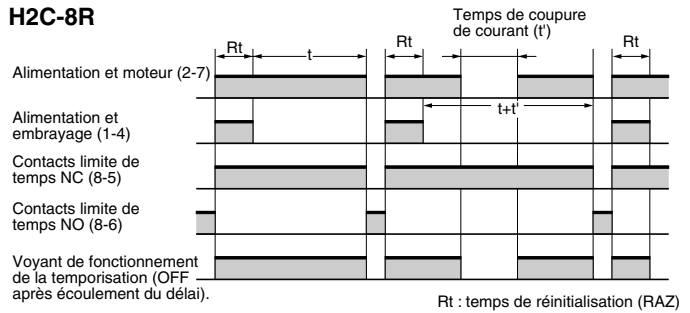 H2C-8R
Temps de coupure
de courant (t')
Rt
t
Rt
Rt
Alimentation et moteur (2-7)
t+t'
Alimentation et
embrayage (1-4)
Contacts limite de
temps NC (8-5)
Contacts limite de
temps NO (8-6)
Voyant de fonctionnement
de la temporisation (OFF
après écoulement du délai).
Rt : temps de réinitialisation (RAZ)